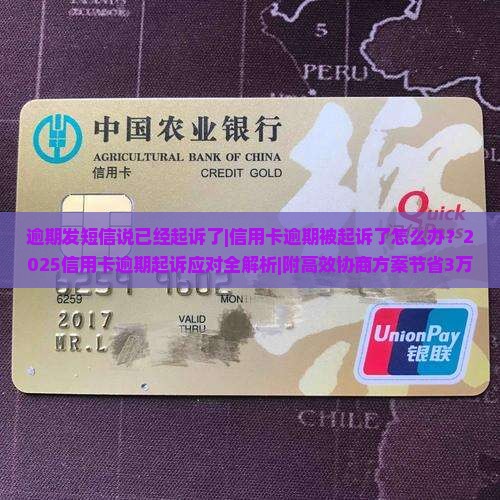 PERU
中国农业银行
AGRICULTURAL BANK OF CHINA
信用卡
CREDIT GOLD
Quick
逾期发短信说已经起诉了|信用卡逾期被起诉了怎么办？2
025信用卡逾期起诉应对全解析|附高效协商方案节省3万
6259
MON
VALID
THRU
2017
MR.L
UnionPay
银联
CHILE